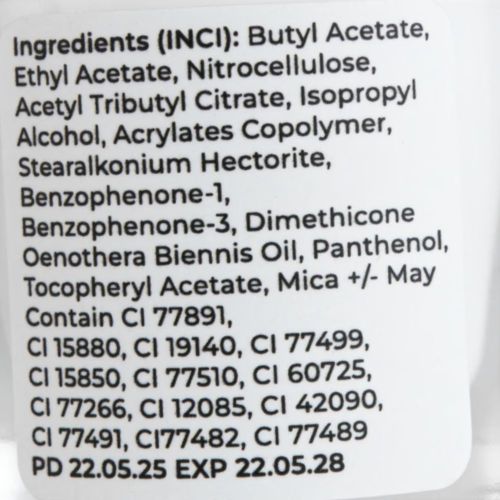 Ingredients (INCI): Butyl Acetate,
Ethyl Acetate, Nitrocellulose,
Acetyl Tributyl Citrate, Isopropyl
Alcohol, Acrylates Copolymer,
Stearalkonium Hectorite,
Benzophenone-1,
Benzophenone-3, Dimethicone
Oenothera Biennis Oil, Panthenol,
Tocopheryl Acetate, Mica +/- May
Contain CI 77891,
CI 15880, CI 19140, CI 77499,
CI 15850, CI 77510, CI 60725,
CI 77266, CI 12085, CI 42090,
CI 77491, CI77482, CI 77489
PD 22.05.25 EXP 22.05.28